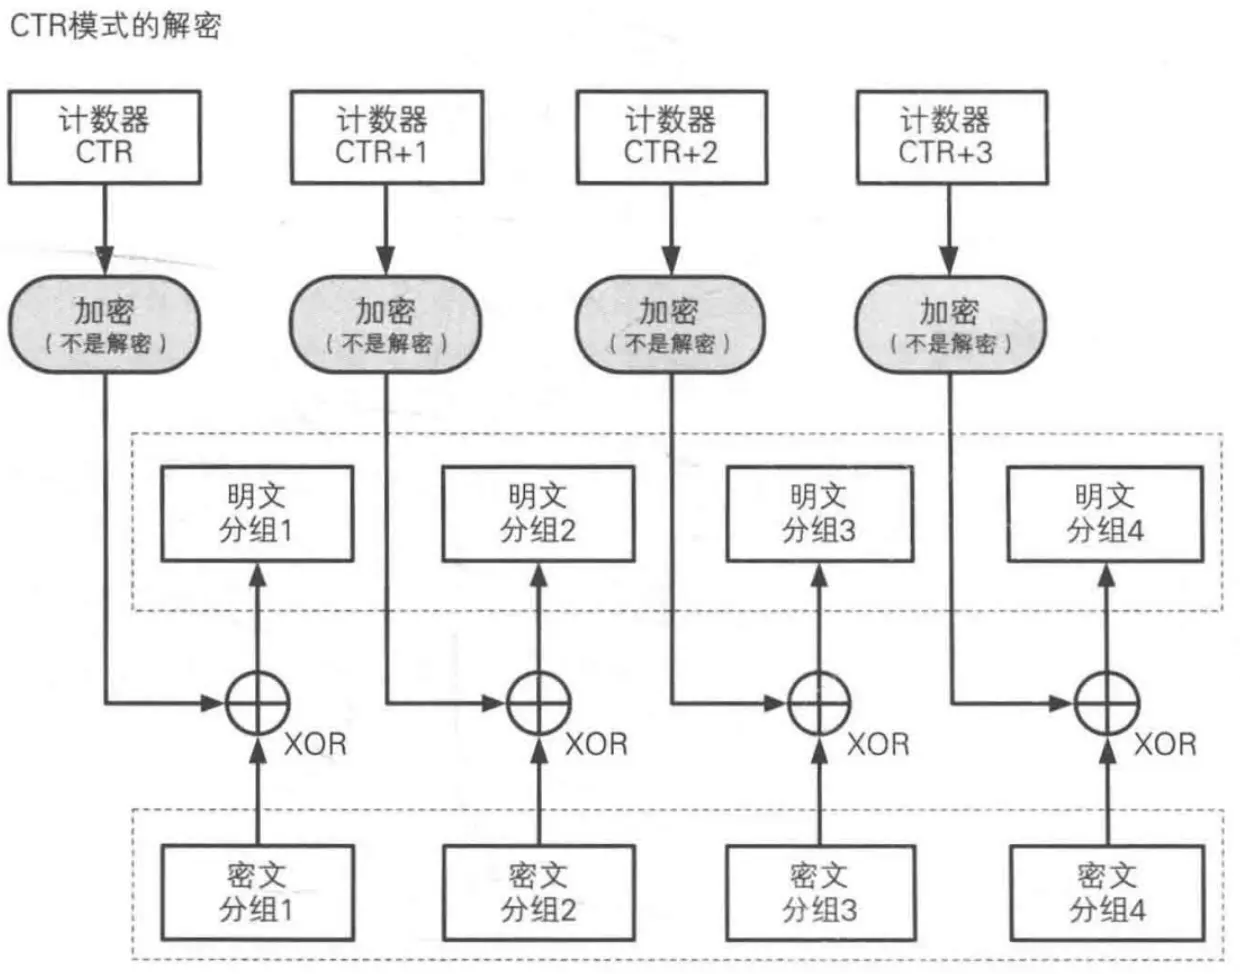 CTR模式的解密
计数器
CTR
计数器
CTR+1
计数器
CTR+2
计数器
CTR+3
加密
(不是解密)
加密
(不是解密)
加密
(不是解密)
加密
(不是解密)
明文
分组1
明文
分组2
明文
分组3
明文
分组4
XOR
XOR
XOR
XOR
密文
分组1
密文
分组2
密文
分组3
密文
分组4